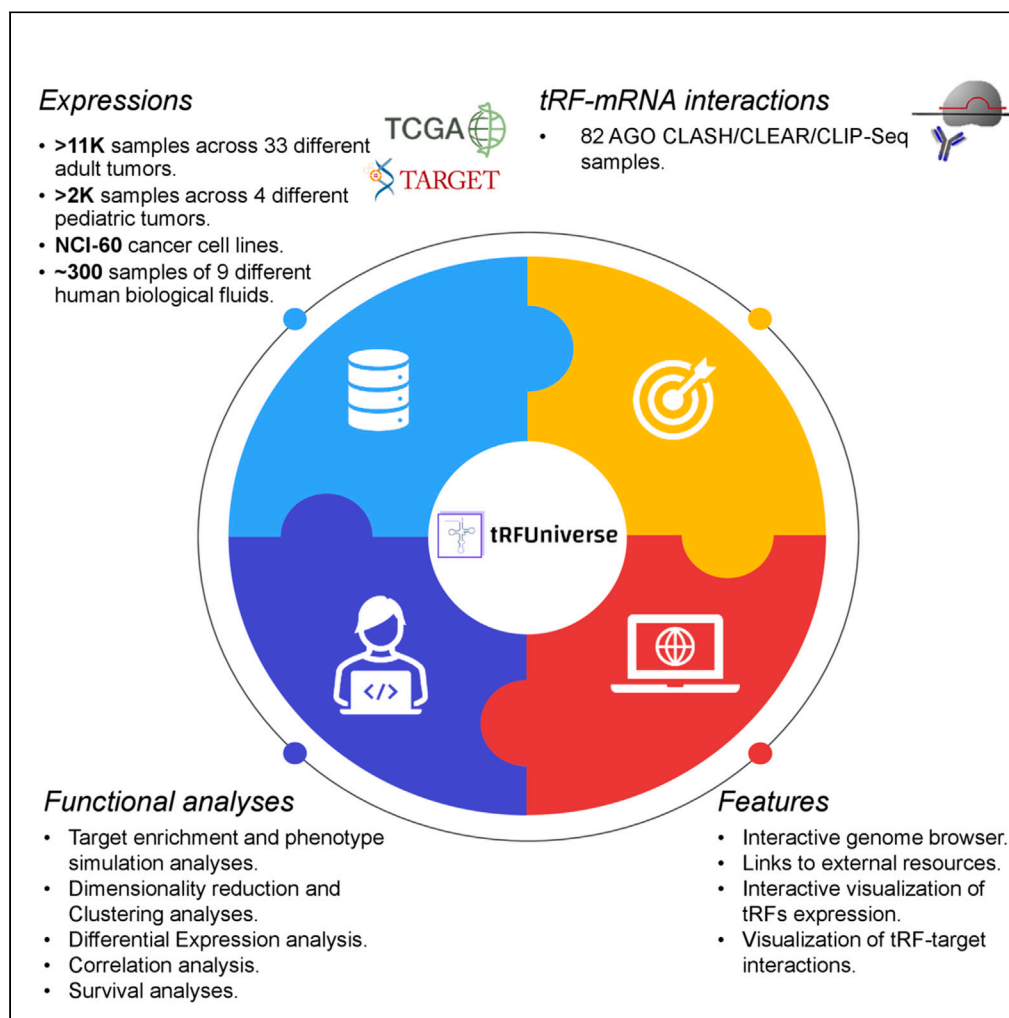 Expressions
• >11K samples across 33 different
adult tumors.
• >2K samples across 4 different
pediatric tumors.
• NCI-60 cancer cell lines.
• ~300 samples of 9 different
human biological fluids.
TCGA
TARGET
tRF-mRNA interactions
• 82 AGO CLASH/CLEAR/CLIP-Seq
samples.
tRFUniverse
</>
Functional analyses
• Target enrichment and phenotype
simulation analyses.
• Dimensionality reduction and
Clustering analyses.
• Differential Expression analysis.
• Correlation analysis.
• Survival analyses.
Features
• Interactive genome browser.
• Links to external resources.
• Interactive visualization of
tRFs expression.
• Visualization of tRF-target
interactions.